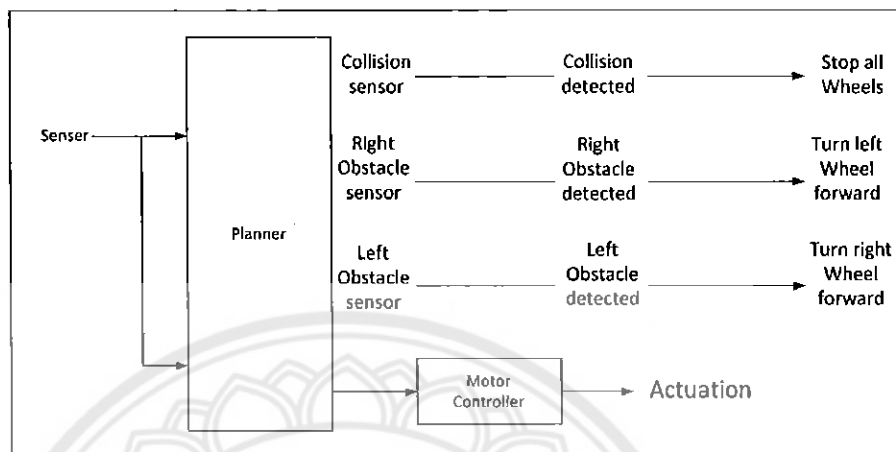 Collision
sensor
Collision
detected
Stop all
Wheels
Senser
RIght
Obstacle
sensor
Right
Obstacle
detected
Turn left
Wheel
forward
Planner
Left
Obstacle
sensor
Left
Obstacle
detected
Turn right
Wheel
forward
Motor
Controller
Actuation